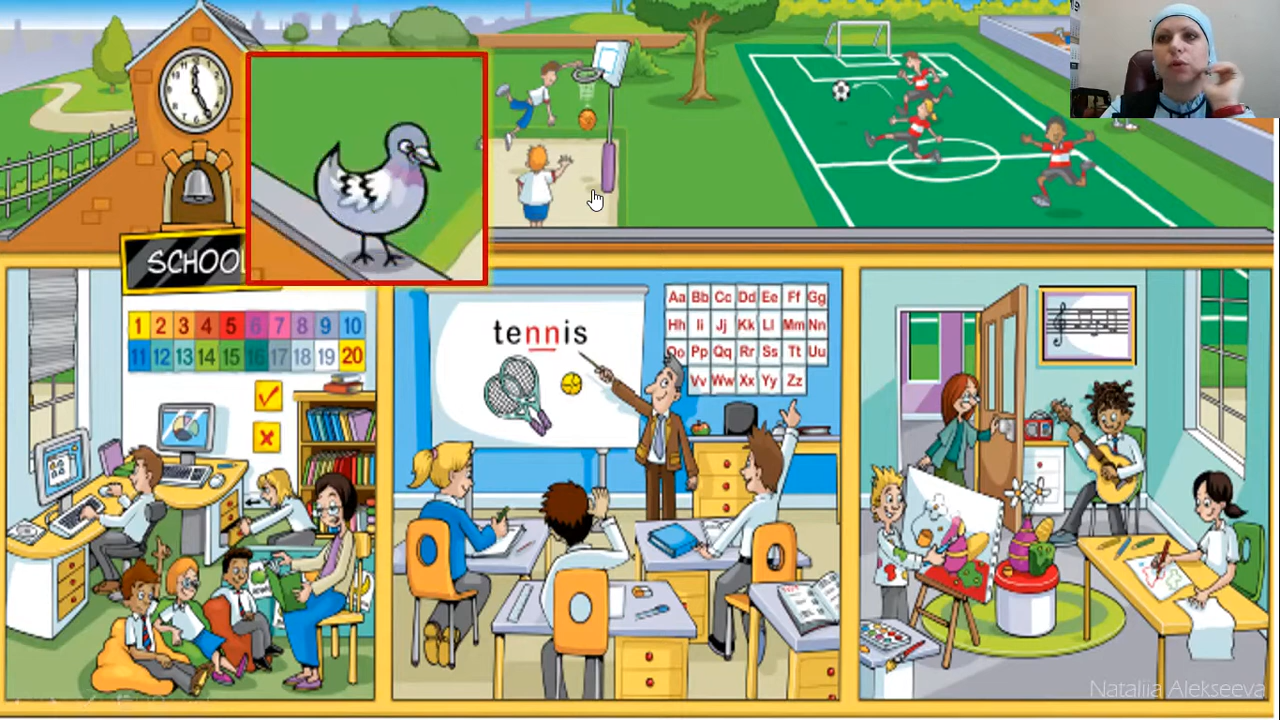 SCHOO
1 2 3 4 5 6 7 8 9 10
11 12 13 14 15 16 17 18 19 20
tennis
Aa Bb Cc Dd Ee Ff Gg
Hh Ii Jj Kk Ll Mm Nn
Oo Pp Qq Rr Ss Tt Uu
Vv Ww Xx Yy Zz
Nataliia Alekseeva